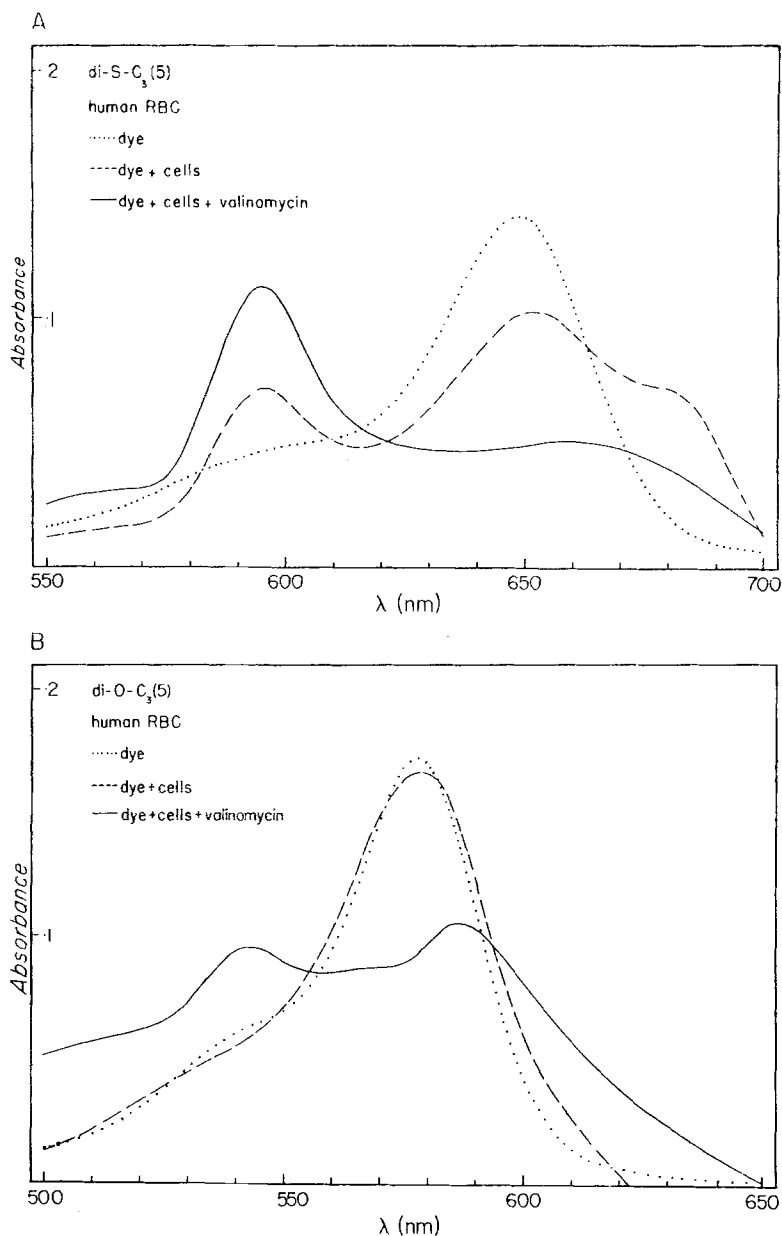 A
.2
di-S-C3(5)
human RBC
dye
dye + cells
dye + cells + valinomycin
.1
Absorbance
550
600
650
700
λ (nm)
B
.2
di-O-C3(5)
human RBC
dye
dye+cells
dye+cells+valinomycin
.1
Absorbance
500
550
600
650
λ (nm)